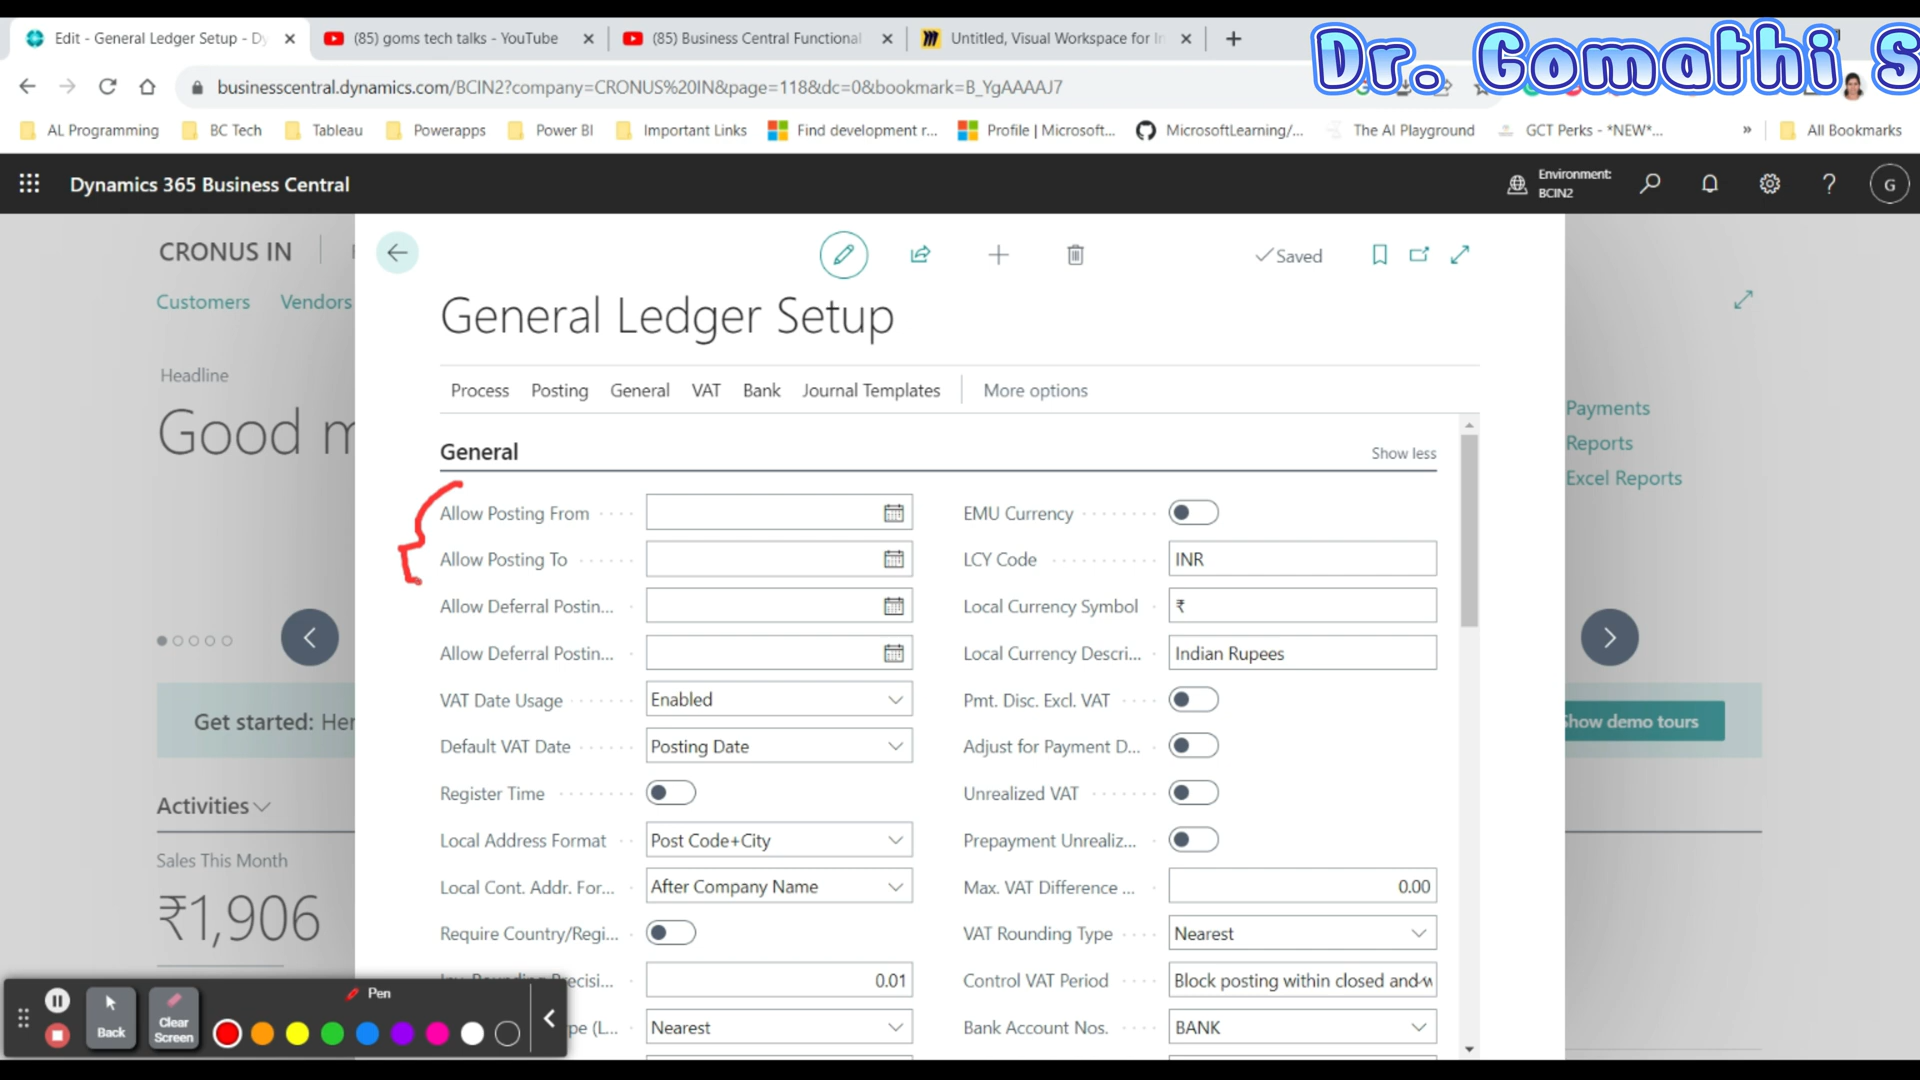 Edit - General Ledger Setup - Dy
(85) goms tech talks - YouTube
(85) Business Central Functional
Untitled, Visual Workspace for In
Dr. Gomathi S
businesscentral.dynamics.com/BCIN2?company=CRONUS%20IN&page=118&dc=0&bookmark=B_YgAAAAJ7
AL Programming
BC Tech
Tableau
Powerapps
Power BI
Important Links
Find development r...
Profile | Microsoft...
MicrosoftLearning/...
The AI Playground
GCT Perks - *NEW*...
»
All Bookmarks
Dynamics 365 Business Central
Environment:
BCIN2
?
G
CRONUS IN
Customers
Vendors
Headline
Good m
Get started: Her
Activities
Sales This Month
₹1,906
Saved
General Ledger Setup
Process
Posting
General
VAT
Bank
Journal Templates
More options
General
Show less
Allow Posting From
Allow Posting To
Allow Deferral Postin...
Allow Deferral Postin...
VAT Date Usage
Enabled
Default VAT Date
Posting Date
Register Time
Local Address Format
Post Code+City
Local Cont. Addr. For...
After Company Name
Require Country/Regi...
0.01
Nearest
EMU Currency
LCY Code
INR
Local Currency Symbol
₹
Local Currency Descri...
Indian Rupees
Pmt. Disc. Excl. VAT
Adjust for Payment D...
Unrealized VAT
Prepayment Unrealiz...
Max. VAT Difference ...
0.00
VAT Rounding Type
Nearest
Control VAT Period
Block posting within closed and w
Bank Account Nos.
BANK
Payments
Reports
Excel Reports
Show demo tours
Back
Clear
Screen
Pen